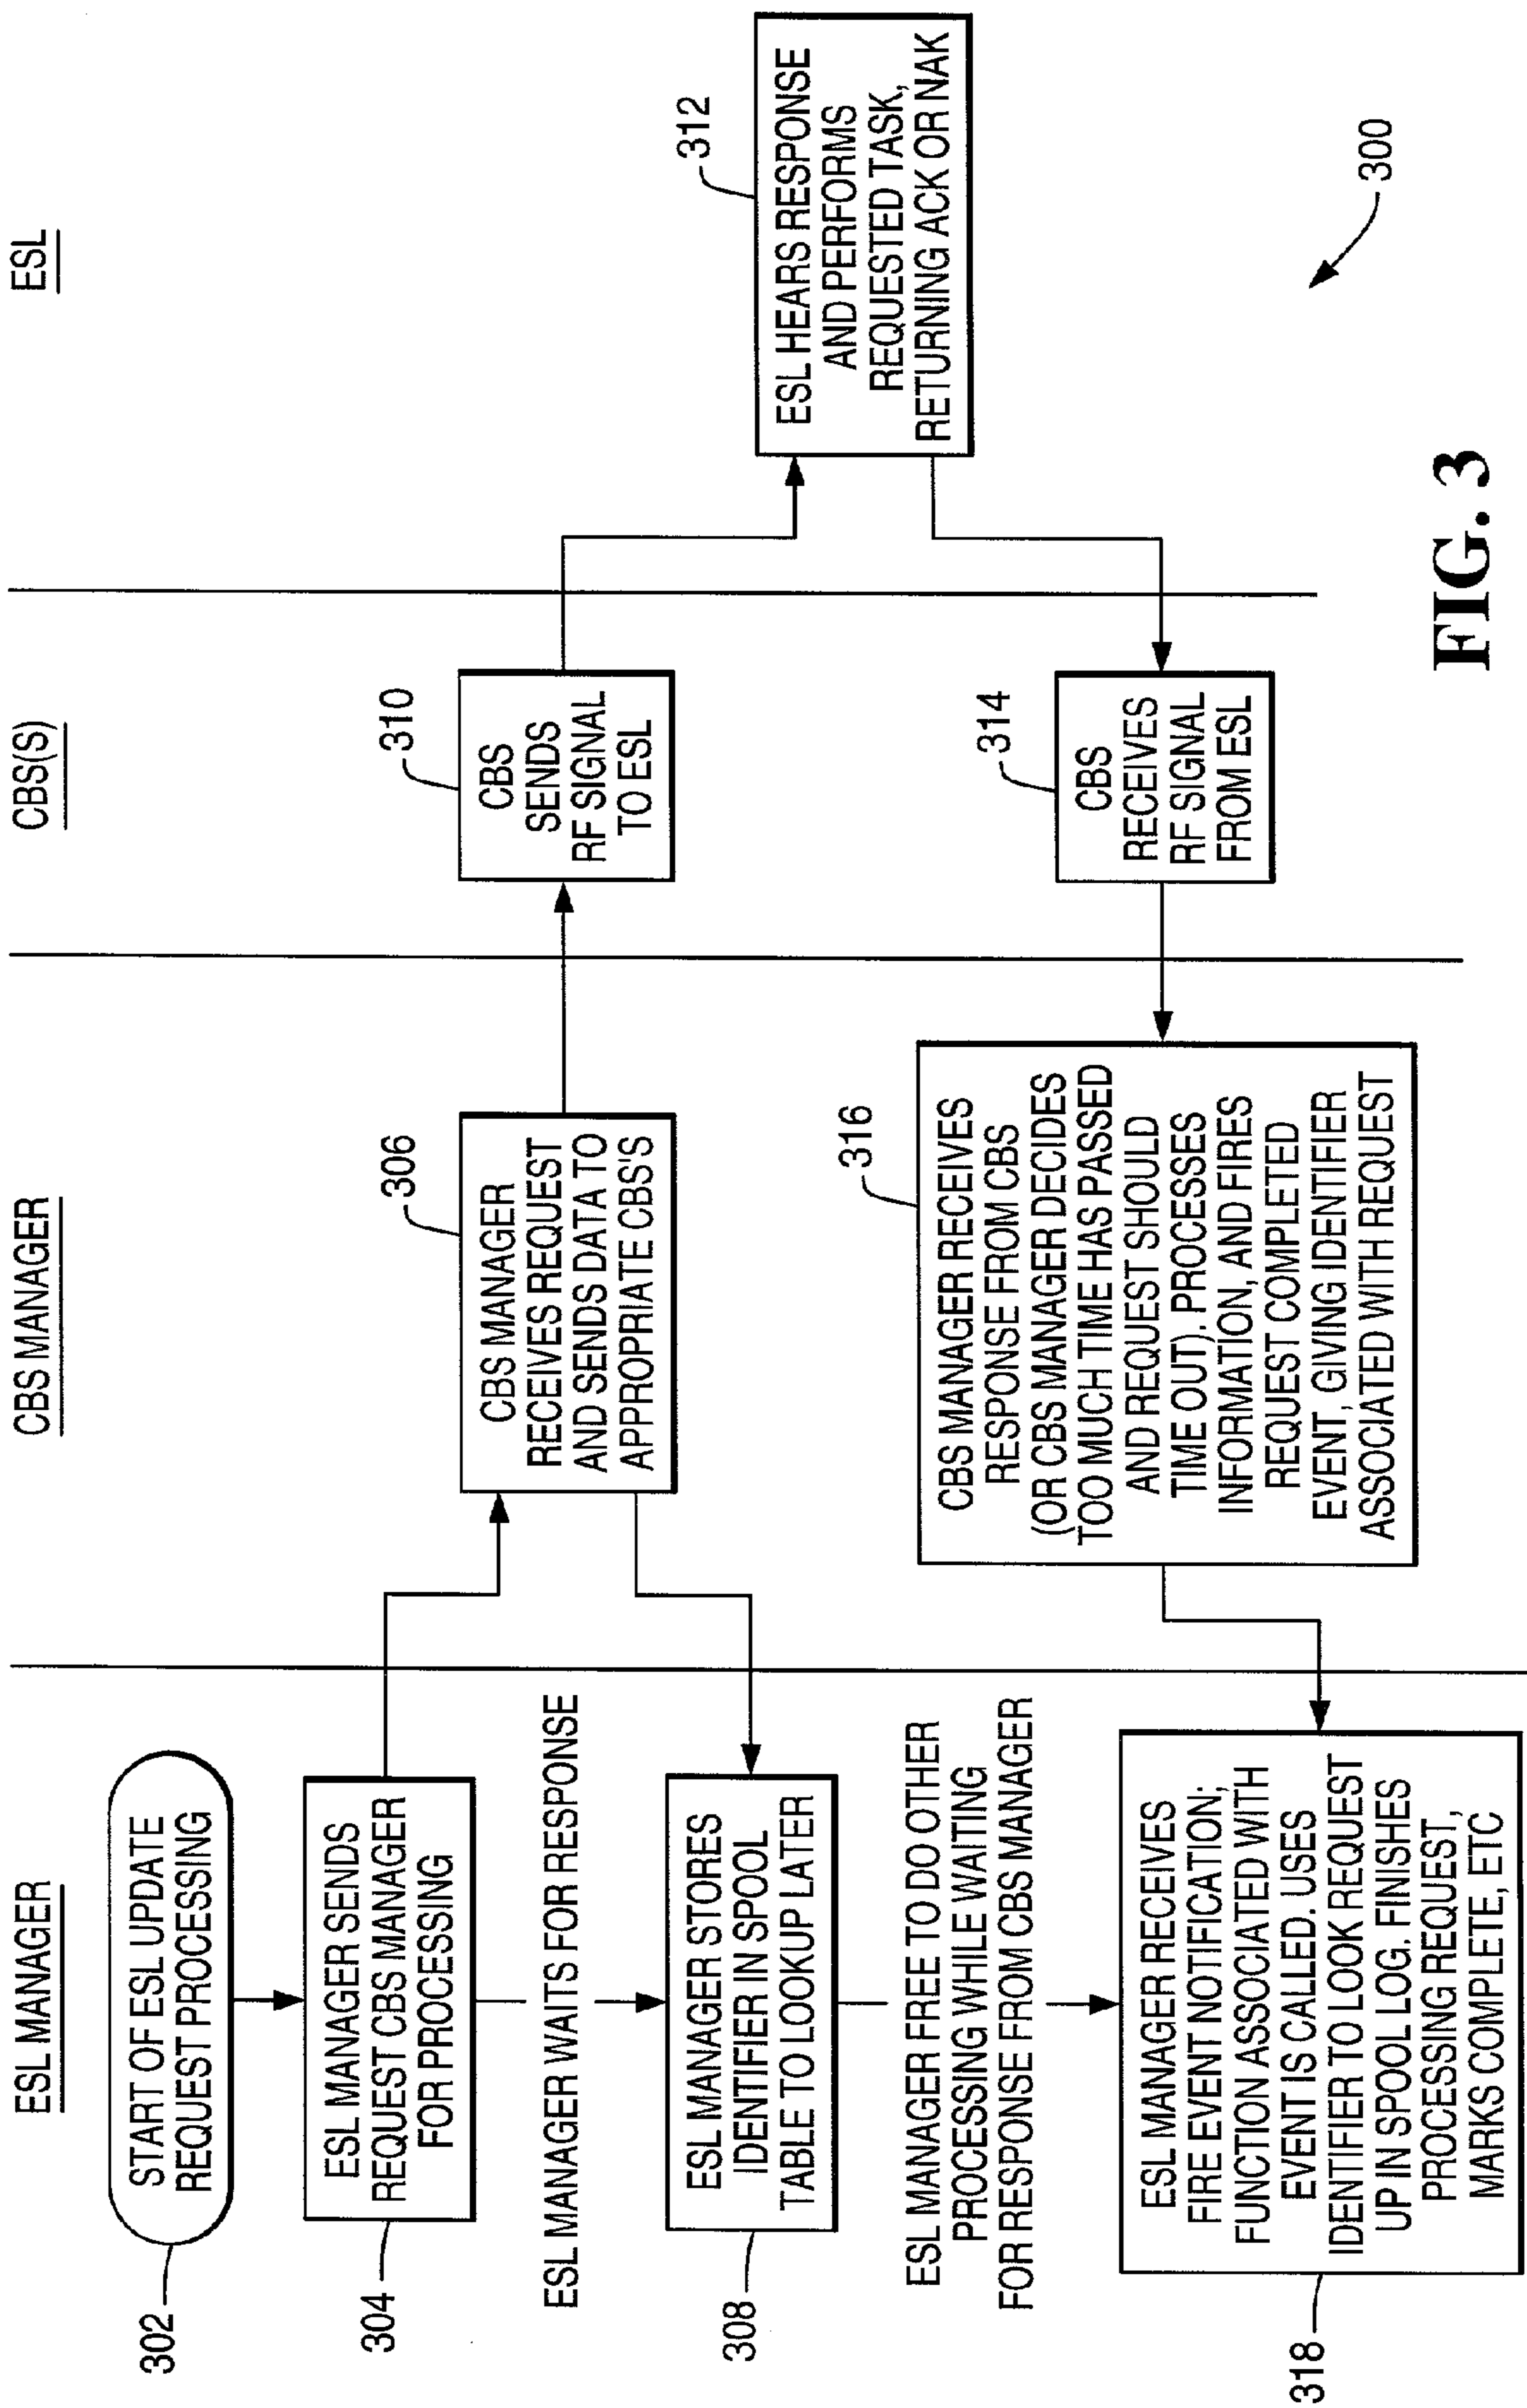 ESL MANAGER
CBS MANAGER
CBS(S)
ESL
302
START OF ESL UPDATE
REQUEST PROCESSING
304
ESL MANAGER SENDS
REQUEST CBS MANAGER
FOR PROCESSING
ESL MANAGER WAITS FOR RESPONSE
306
CBS MANAGER
RECEIVES REQUEST
AND SENDS DATA TO
APPROPRIATE CBS'S
310
CBS
SENDS
RF SIGNAL
TO ESL
308
ESL MANAGER STORES
IDENTIFIER IN SPOOL
TABLE TO LOOKUP LATER
312
ESL HEARS RESPONSE
AND PERFORMS
REQUESTED TASK,
RETURNING ACK OR NAK
ESL MANAGER FREE TO DO OTHER
PROCESSING WHILE WAITING
FOR RESPONSE FROM CBS MANAGER
316
CBS MANAGER RECEIVES
RESPONSE FROM CBS
(OR CBS MANAGER DECIDES
TOO MUCH TIME HAS PASSED
AND REQUEST SHOULD
TIME OUT). PROCESSES
INFORMATION, AND FIRES
REQUEST COMPLETED
EVENT, GIVING IDENTIFIER
ASSOCIATED WITH REQUEST
314
CBS
RECEIVES
RF SIGNAL
FROM ESL
318
ESL MANAGER RECEIVES
FIRE EVENT NOTIFICATION;
FUNCTION ASSOCIATED WITH
EVENT IS CALLED. USES
IDENTIFIER TO LOOK REQUEST
UP IN SPOOL LOG. FINISHES
PROCESSING REQUEST,
MARKS COMPLETE, ETC
300
FIG. 3